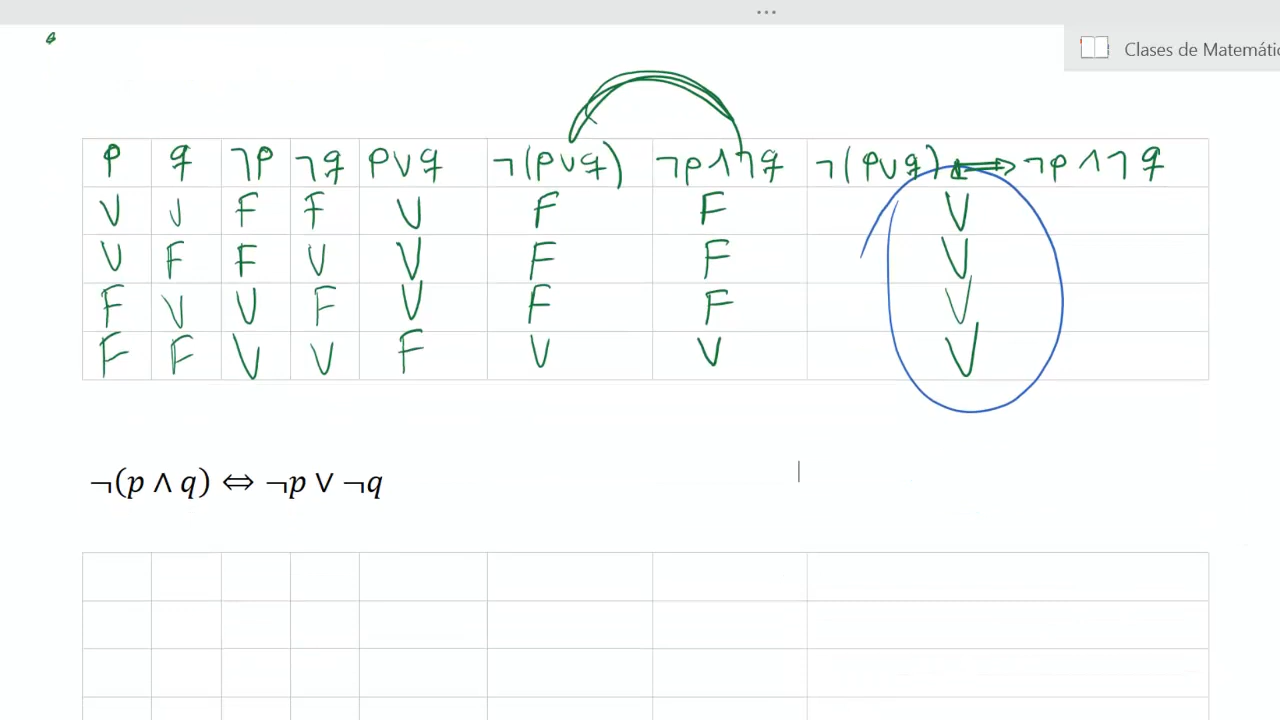 Clases de Matemátic
p q ¬p ¬q p∨q ¬(p∨q) ¬p∧¬q ¬(p∨q) ⟺ ¬p∧¬q
V V F F V F F V
V F F V V F F V
F V V F V F F V
F F V V F V V V
¬(p ∧ q) ⇔ ¬p ∨ ¬q